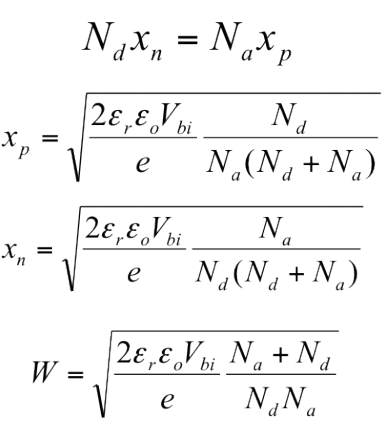 N_d x_n = N_a x_p
x_p = √( (2ε_r ε_o V_bi / e) (N_d / (N_a (N_d + N_a))) )
x_n = √( (2ε_r ε_o V_bi / e) (N_a / (N_d (N_d + N_a))) )
W = √( (2ε_r ε_o V_bi / e) ((N_a + N_d) / (N_d N_a)) )